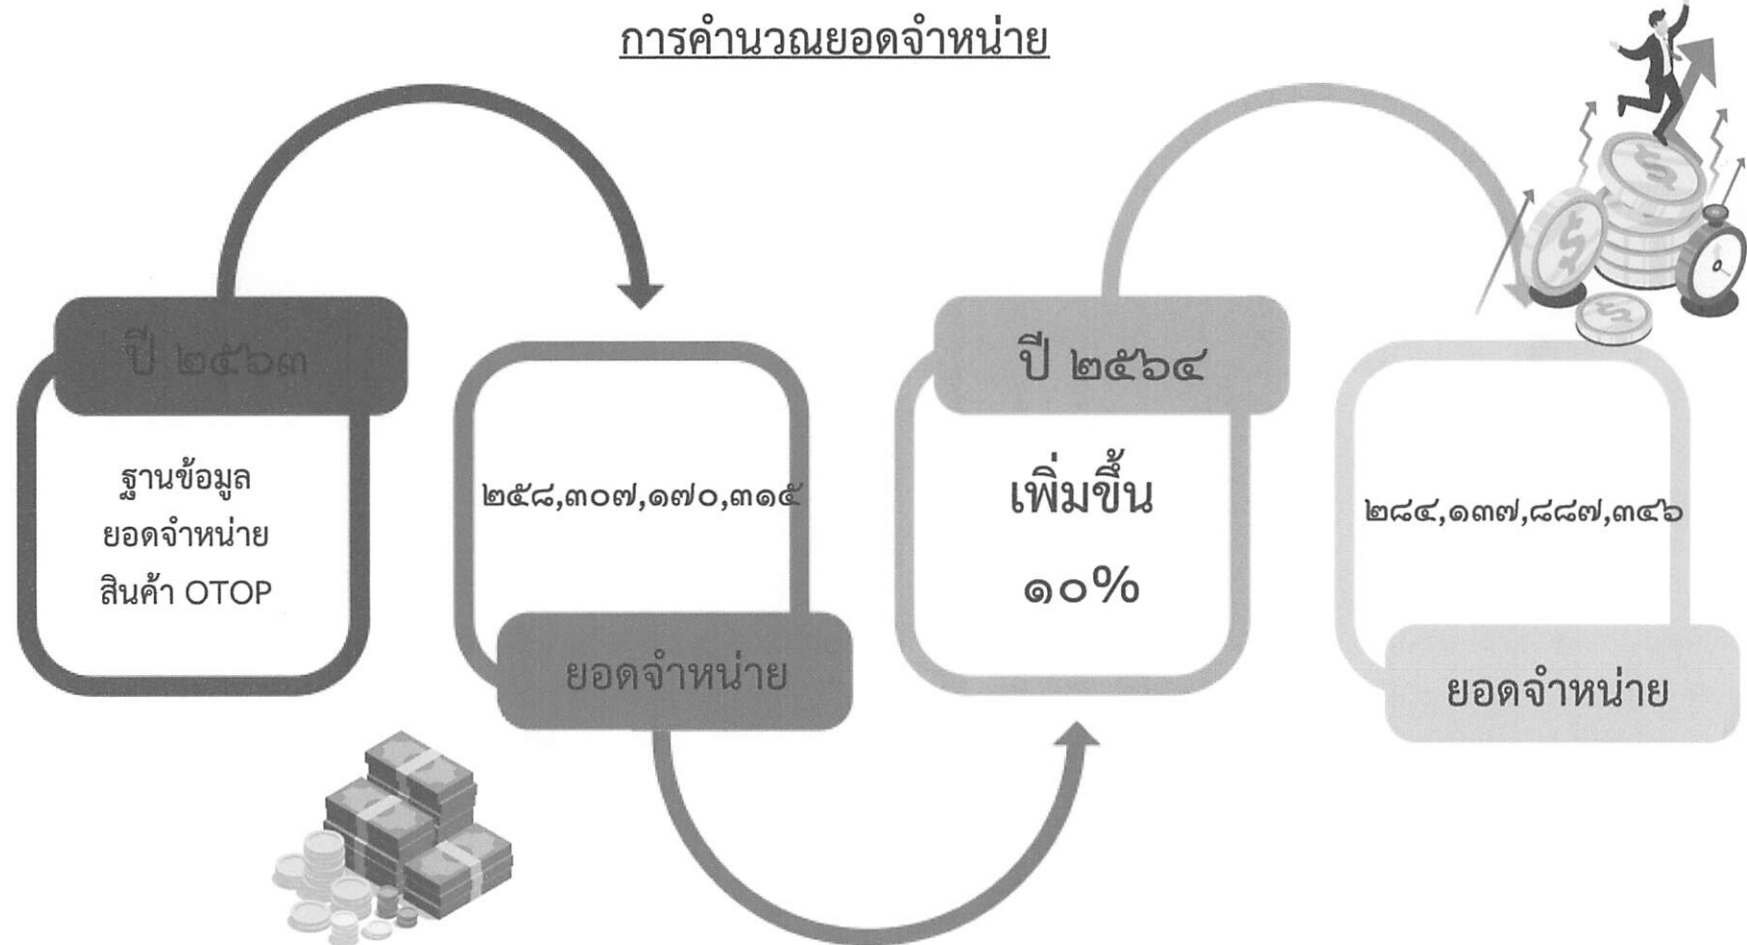 การคำนวณยอดจำหน่าย
ปี ๒๕๖๓
ฐานข้อมูล
ยอดจำหน่าย
สินค้า OTOP
๒๕๘,๓๐๗,๑๗๐,๓๑๕
ยอดจำหน่าย
ปี ๒๕๖๔
เพิ่มขึ้น
๑๐%
๒๘๔,๑๓๗,๘๘๗,๓๔๖
ยอดจำหน่าย